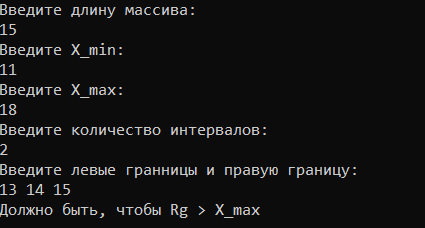 Введите длину массива:
15
Введите X_min:
11
Введите X_max:
18
Введите количество интервалов:
2
Введите левые гранницы и правую границу:
13 14 15
Должно быть, чтобы Rg > X_max